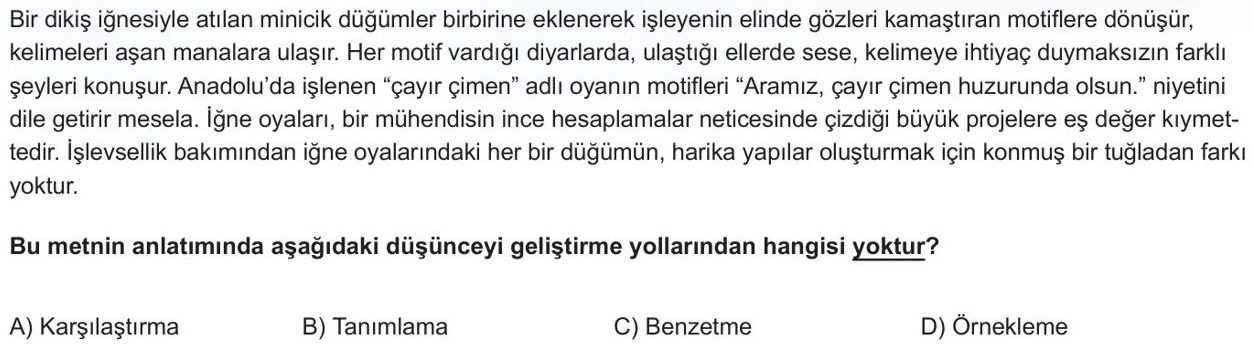 Bir dikiş iğnesiyle atılan minicik düğümler birbirine eklenerek işleyenin elinde gözleri kamaştıran motiflere dönüşür,
kelimeleri aşan manalara ulaşır. Her motif vardığı diyarlarda, ulaştığı ellerde sese, kelimeye ihtiyaç duymaksızın farklı
şeyleri konuşur. Anadolu’da işlenen “çayır çimen” adlı oyanın motifleri “Aramız, çayır çimen huzurunda olsun.” niyetini
dile getirir mesela. İğne oyaları, bir mühendisin ince hesaplamalar neticesinde çizdiği büyük projelere eş değer kıymet-
tedir. İşlevsellik bakımından iğne oyalarındaki her bir düğümün, harika yapılar oluşturmak için konmuş bir tuğladan farkı
yoktur.
Bu metnin anlatımında aşağıdaki düşünceyi geliştirme yollarından hangisi yoktur?
A) Karşılaştırma B) Tanımlama C) Benzetme D) Örnekleme